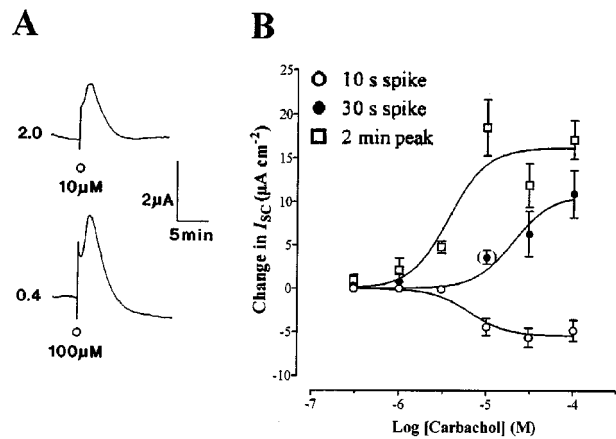 A
2.0
10µM
2µA
5min
0.4
100µM
B
10 s spike
30 s spike
2 min peak
Change in ISC (µA cm-2)
25
20
15
10
5
0
-5
-10
( )
-7
-6
-5
-4
Log [Carbachol] (M)